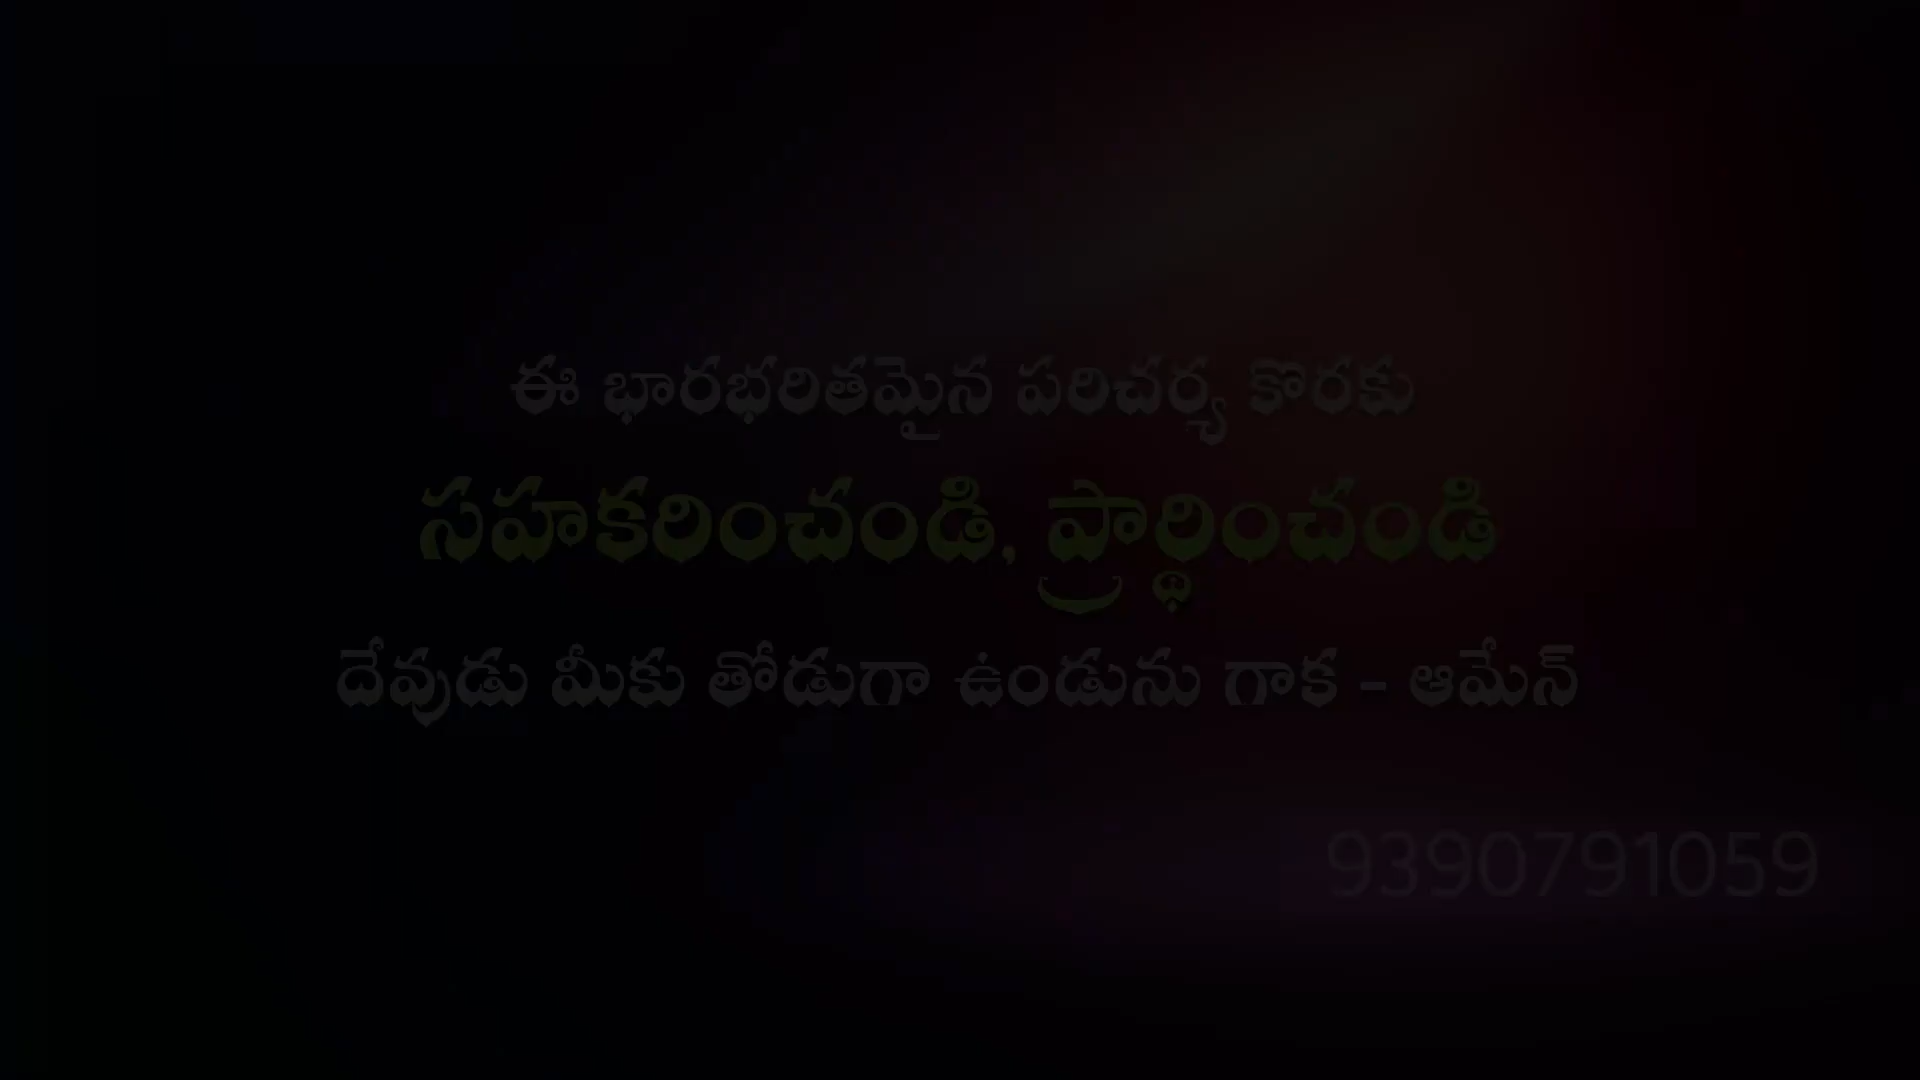 ఈ భారభరితమైన పరిచర్య కొరకు
సహకరించండి, ప్రార్థించండి
దేవుడు మీకు తోడుగా ఉండును గాక - ఆమేన్
9390791059